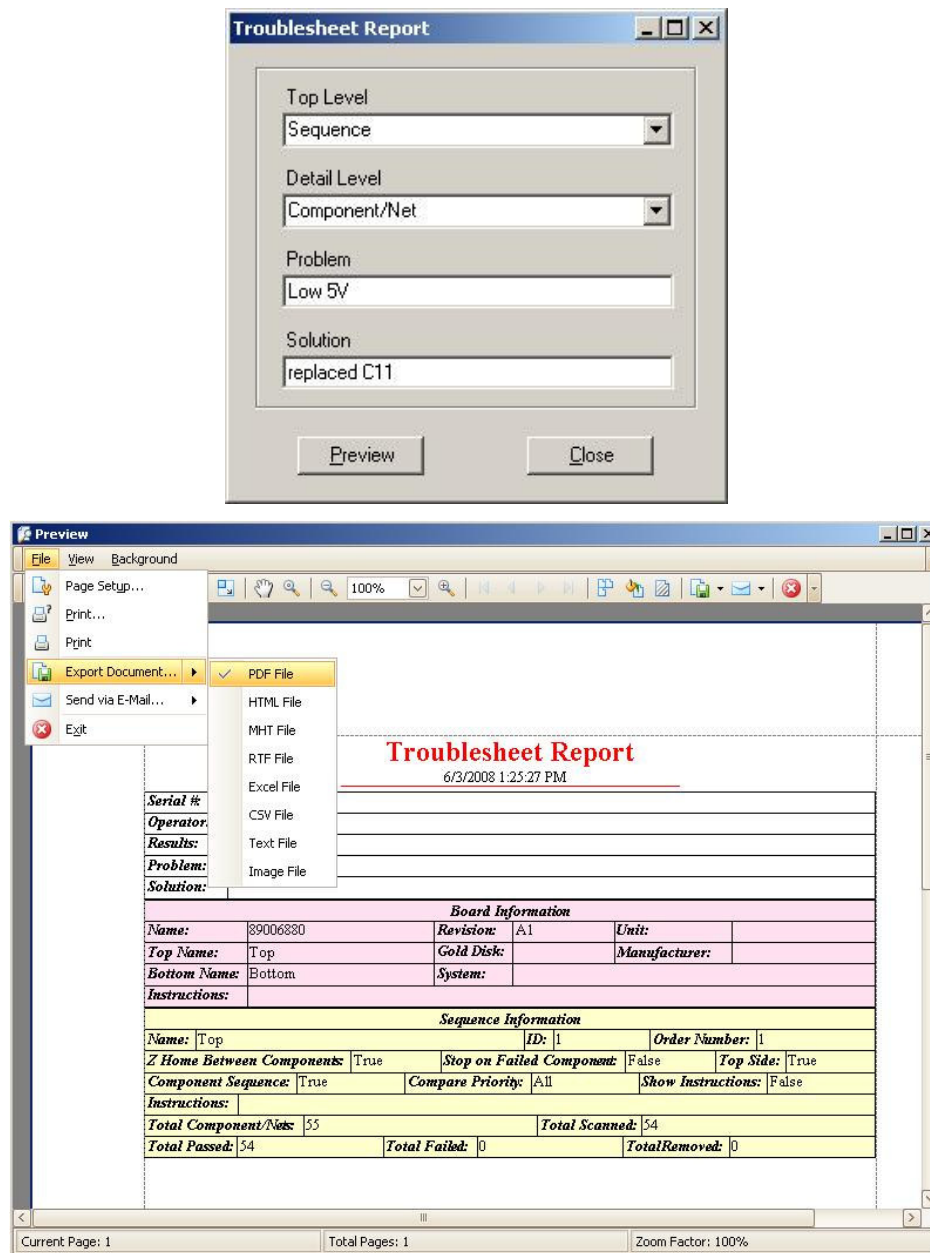 Troublesheet Report
Top Level
Sequence
Detail Level
Component/Net
Problem
Low 5V
Solution
replaced C11
Preview Close
Preview
File View Background
Page Setup...
100%
Print...
Print
Export Document...
PDF File
Send via E-Mail...
HTML File
Exit
MHT File
RTF File
Excel File
CSV File
Text File
Image File
Troublesheet Report
6/3/2008 1:25:27 PM
Serial #:
Operator:
Results:
Problem:
Solution:
Board Information
Name: 89006880 Revision: A1 Unit:
Top Name: Top Gold Disk: Manufacturer:
Bottom Name: Bottom System:
Instructions:
Sequence Information
Name: Top ID: 1 Order Number: 1
Z Home Between Components: True Stop on Failed Component: False Top Side: True
Component Sequence: True Compare Priority: All Show Instructions: False
Instructions:
Total Component/Nets: 55 Total Scanned: 54
Total Passed: 54 Total Failed: 0 TotalRemoved: 0
Current Page: 1 Total Pages: 1 Zoom Factor: 100%